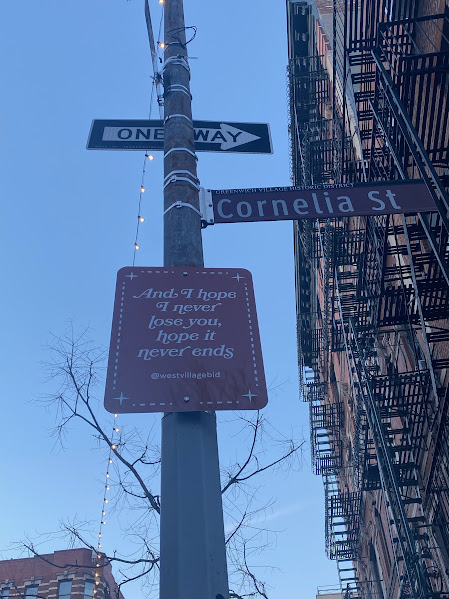 ONE WAY
GREENWICH VILLAGE HISTORIC DISTRICT
Cornelia St
And I hope
I never
lose you,
hope it
never ends
@westvillagebid